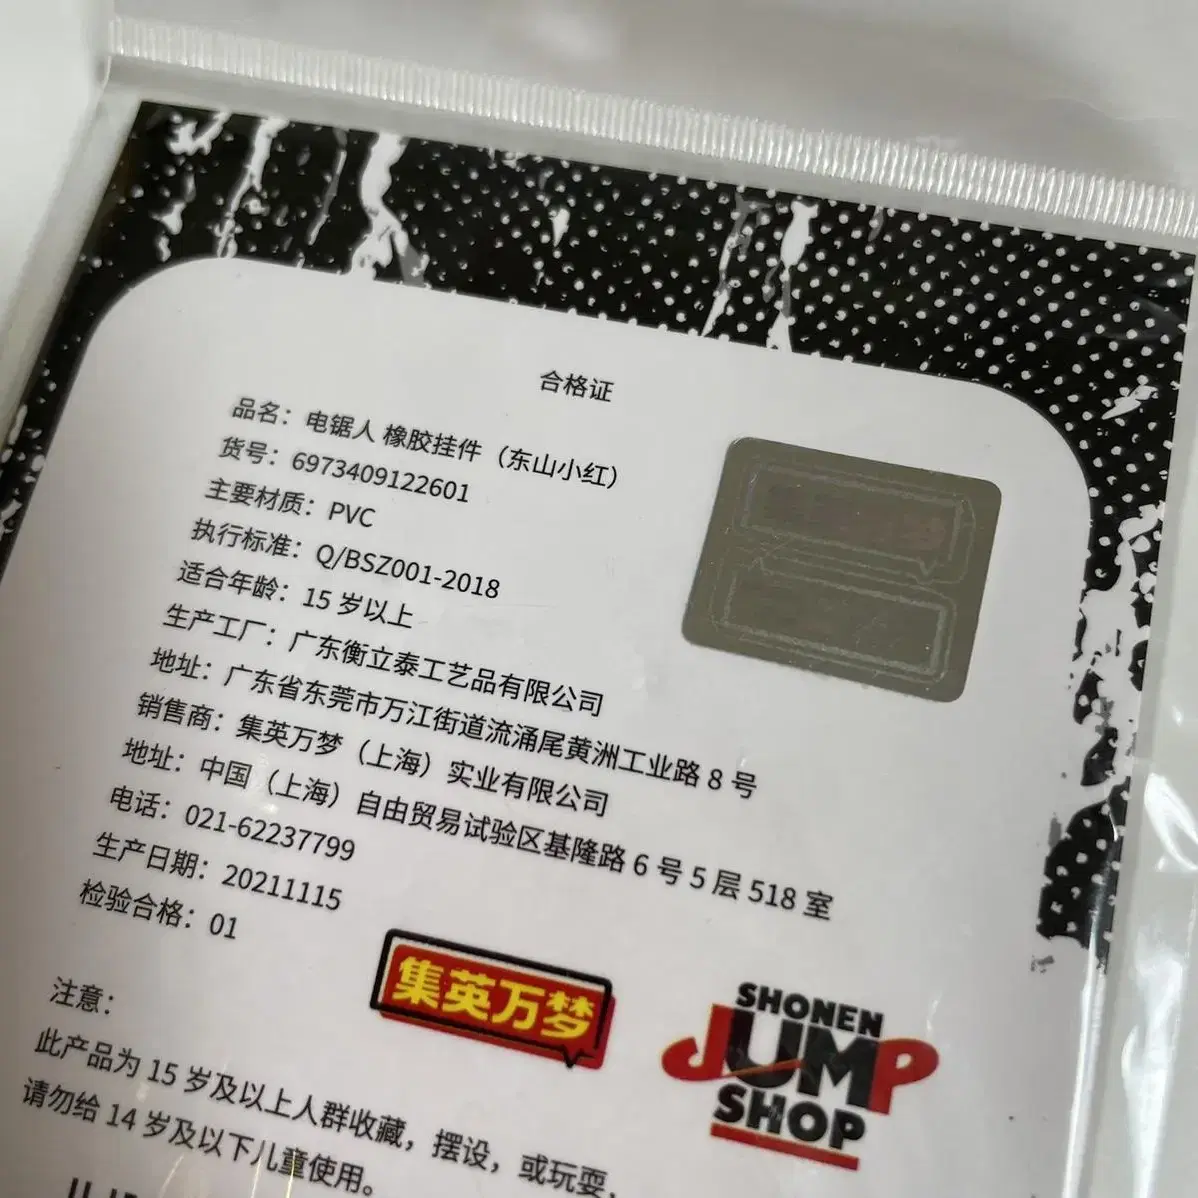 合格证
品名：电锯人 橡胶挂件（东山小红）
货号：6973409122601
主要材质：PVC
执行标准：Q/BSZ001-2018
适合年龄：15 岁以上
生产工厂：广东衡立泰工艺品有限公司
地址：广东省东莞市万江街道流涌尾黄洲工业路 8 号
销售商：集英万梦（上海）实业有限公司
地址：中国（上海）自由贸易试验区基隆路 6 号 5 层 518 室
电话：021-62237799
生产日期：20211115
检验合格：01
集英万梦
SHONEN
JUMP
SHOP
注意：
此产品为 15 岁及以上人群收藏，摆设，或玩耍，
请勿给 14 岁及以下儿童使用。